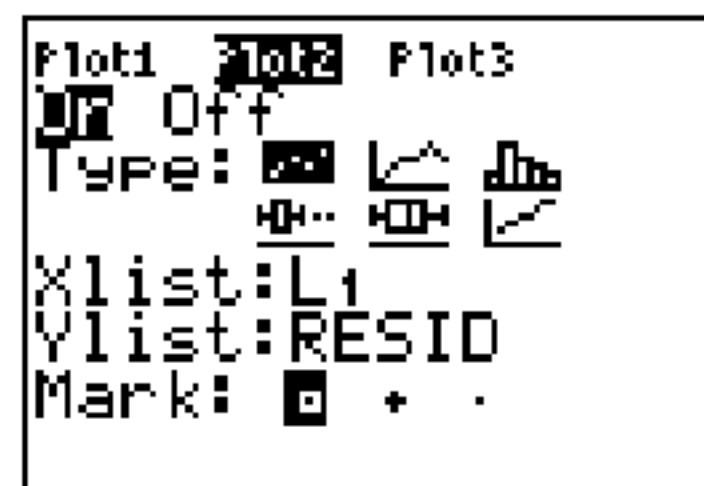 Plot1 Plot2 Plot3
On Off
Type:
Xlist:L1
Ylist:RESID
Mark: